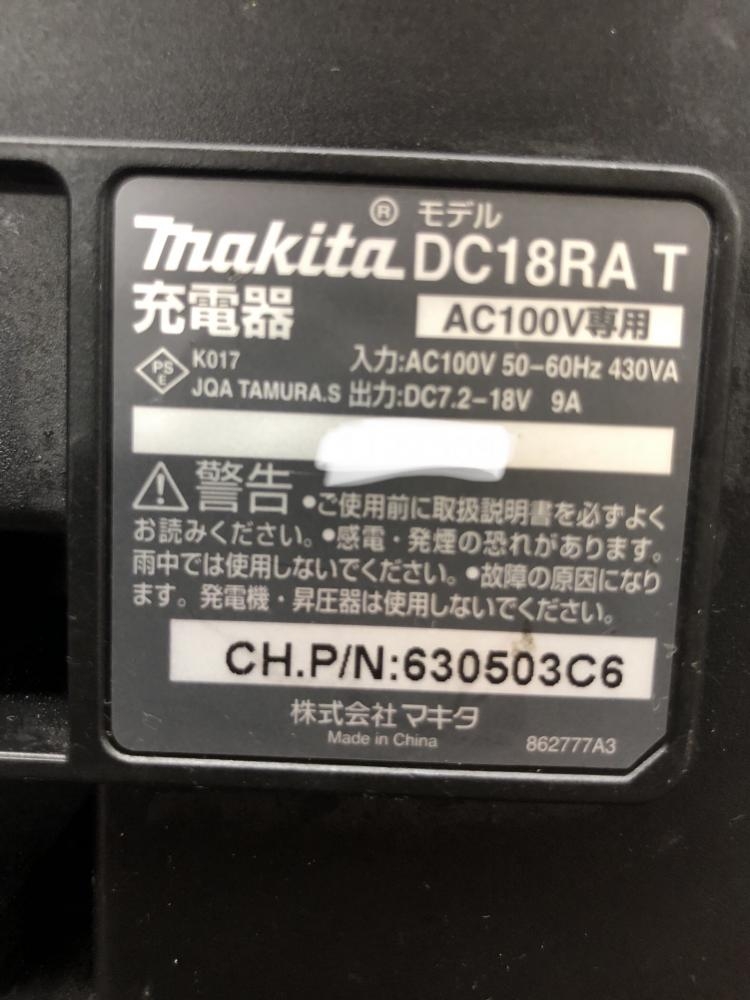 ® モデル
makita DC18RA T
充電器 AC100V専用
PS E K017 入力:AC100V 50-60Hz 430VA
JQA TAMURA.S 出力:DC7.2-18V 9A
警告 •ご使用前に取扱説明書を必ずよく
お読みください。•感電・発煙の恐れがあります。
雨中では使用しないでください。•故障の原因になり
ます。発電機・昇圧器は使用しないでください。
CH.P/N:630503C6
株式会社 マキタ
Made in China 862777A3